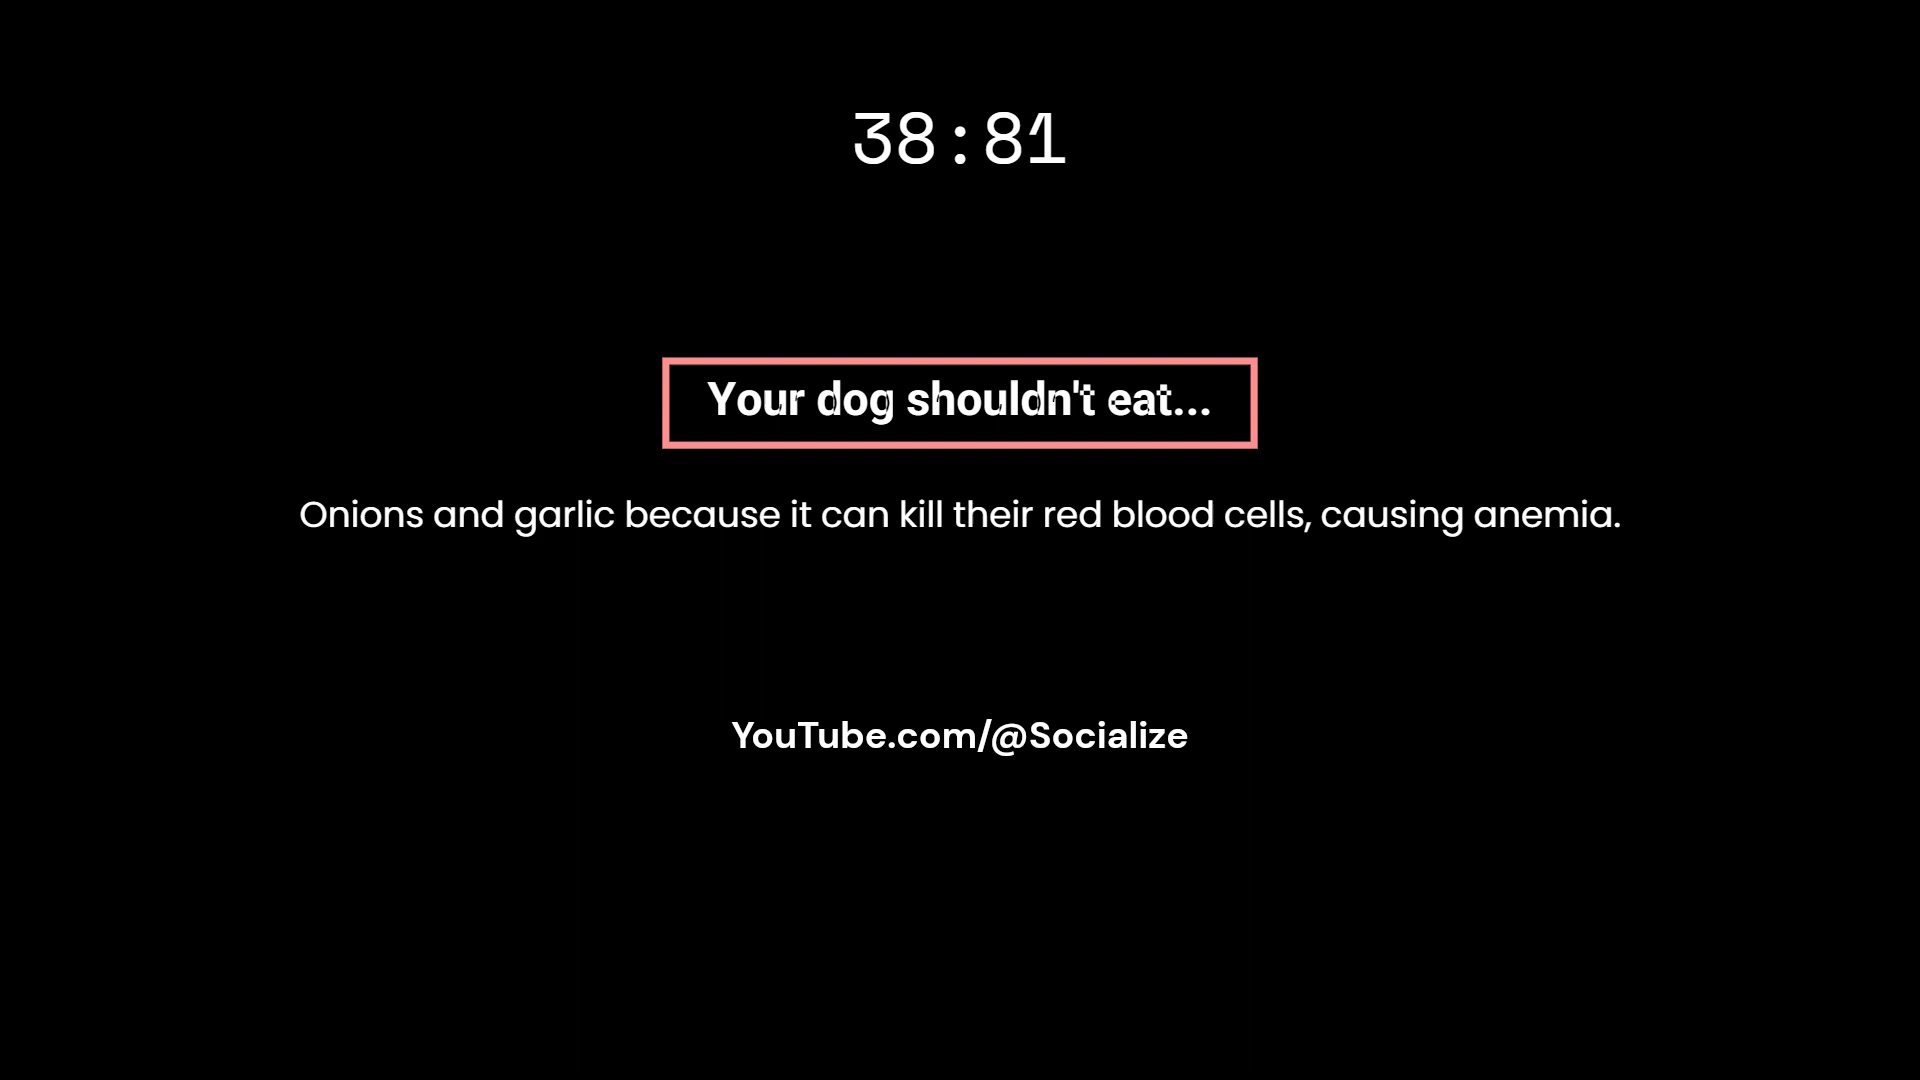 38:81
Your dog shouldn't eat...
Onions and garlic because it can kill their red blood cells, causing anemia.
YouTube.com/@Socialize